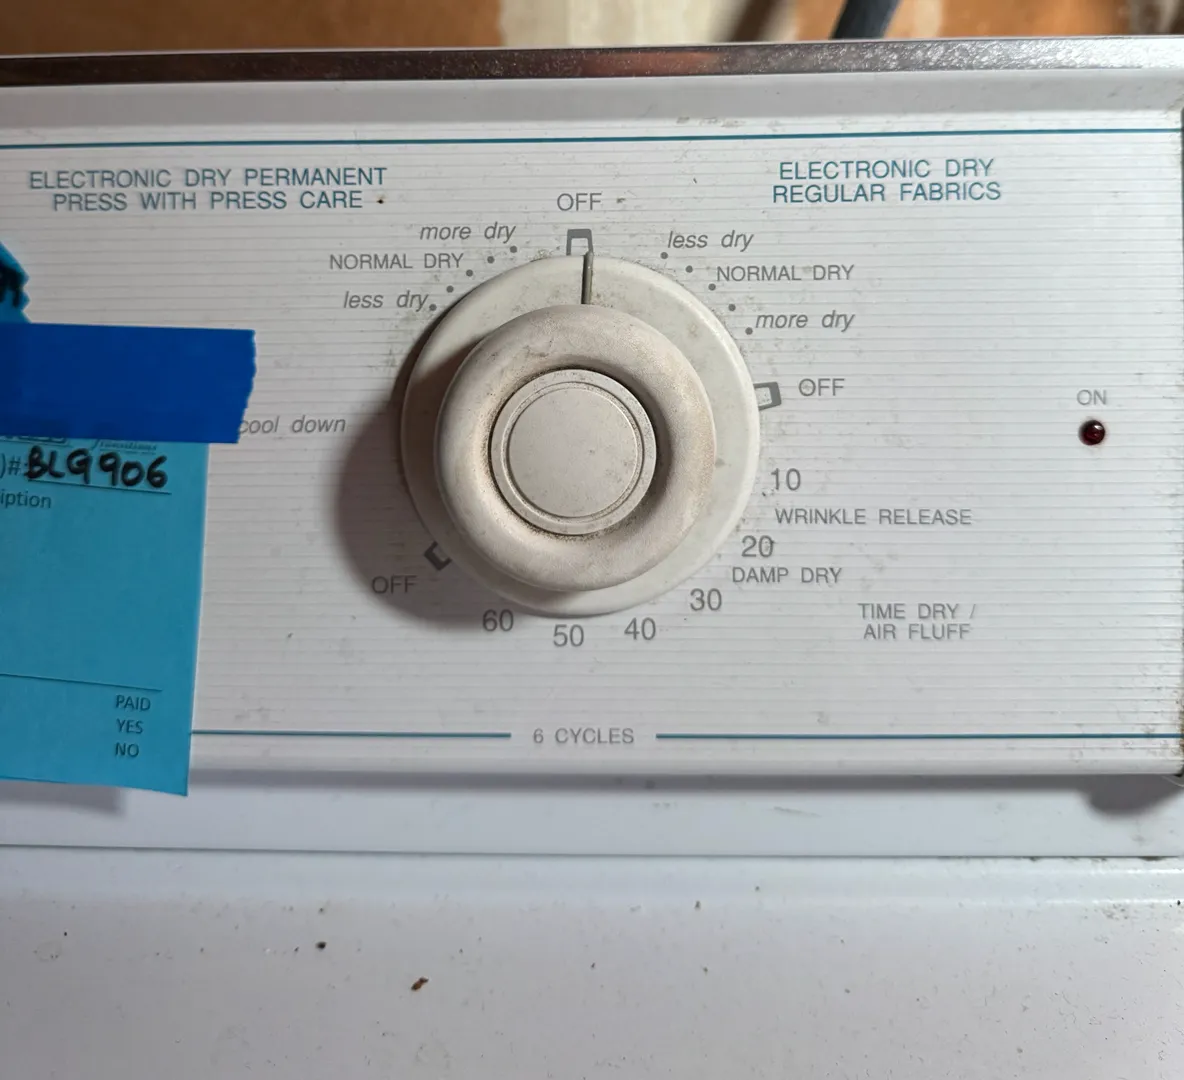 ELECTRONIC DRY PERMANENT
PRESS WITH PRESS CARE
ELECTRONIC DRY
REGULAR FABRICS
OFF
more dry
NORMAL DRY
less dry
less dry
NORMAL DRY
more dry
OFF
ON
cool down
)#:BLG906
iption
10
WRINKLE RELEASE
20
DAMP DRY
30
40
50
60
OFF
TIME DRY /
AIR FLUFF
PAID
YES
NO
6 CYCLES